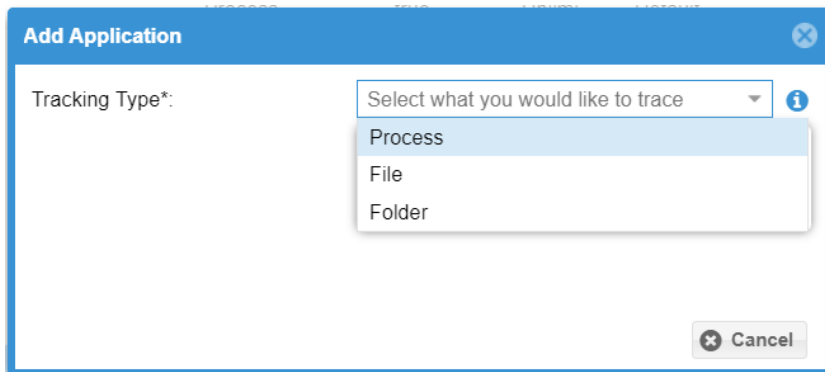 Add Application
Tracking Type*: Select what you would like to trace
Process
File
Folder
Cancel